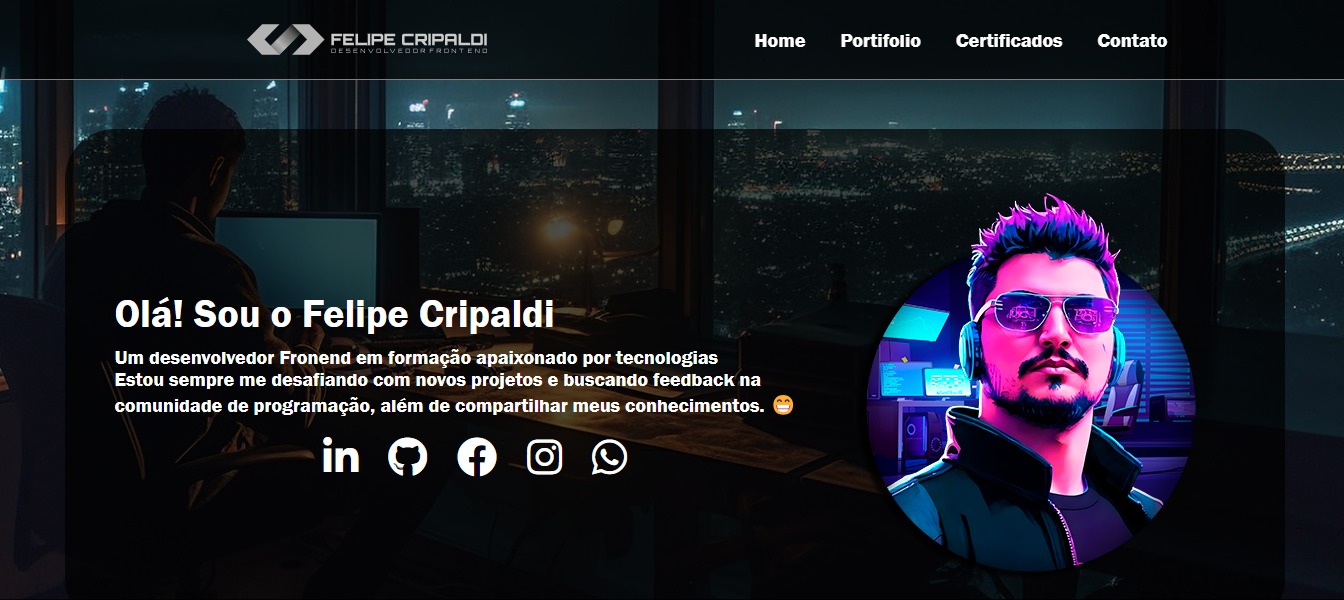 FELIPE CRIPALDI
DESENVOLVEDOR FRONT END
Home Portifolio Certificados Contato
Olá! Sou o Felipe Cripaldi
Um desenvolvedor Fronend em formação apaixonado por tecnologias
Estou sempre me desafiando com novos projetos e buscando feedback na
comunidade de programação, além de compartilhar meus conhecimentos. 😁
in